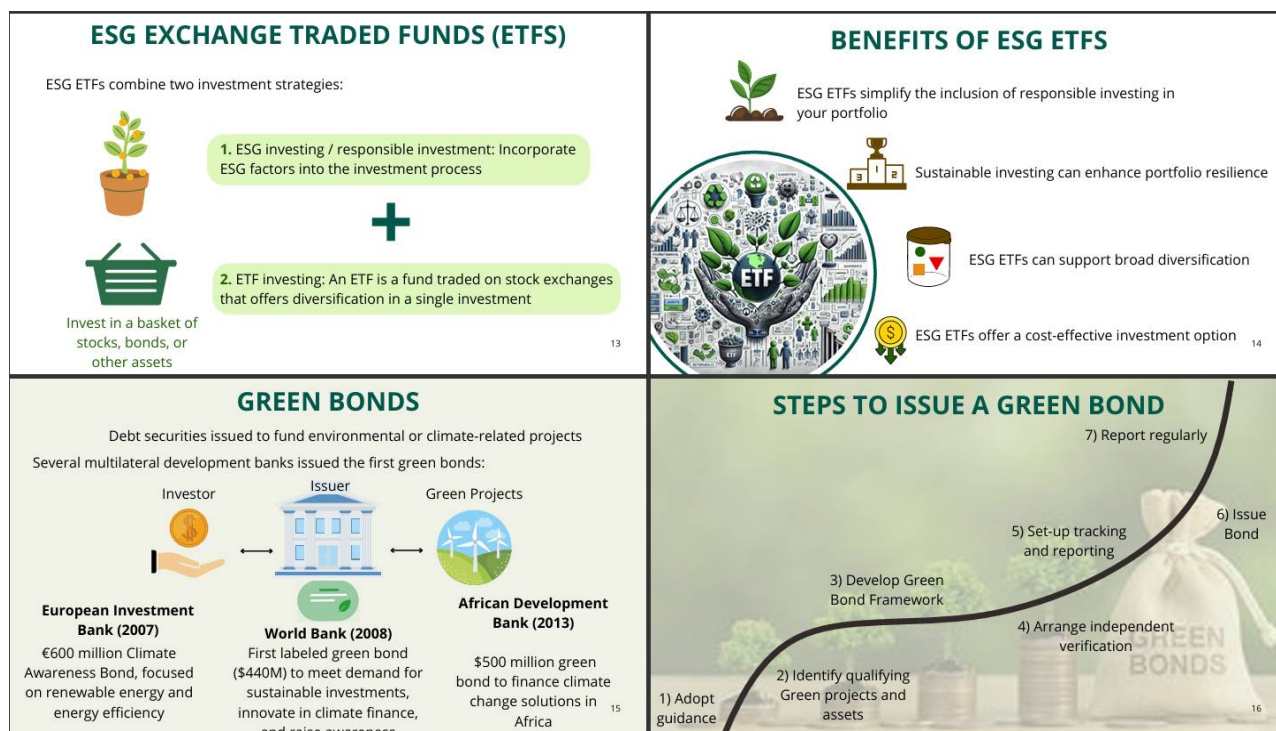 ESG EXCHANGE TRADED FUNDS (ETFS)
ESG ETFs combine two investment strategies:
1. ESG investing / responsible investment: Incorporate
ESG factors into the investment process
2. ETF investing: An ETF is a fund traded on stock exchanges
that offers diversification in a single investment
Invest in a basket of
stocks, bonds, or
other assets
13
BENEFITS OF ESG ETFS
ESG ETFs simplify the inclusion of responsible investing in
your portfolio
3 1 2
Sustainable investing can enhance portfolio resilience
ETF
ESG ETFs can support broad diversification
$
ESG ETFs offer a cost-effective investment option
14
GREEN BONDS
Debt securities issued to fund environmental or climate-related projects
Several multilateral development banks issued the first green bonds:
Investor
Issuer
Green Projects
$
European Investment
Bank (2007)
€600 million Climate
Awareness Bond, focused
on renewable energy and
energy efficiency
World Bank (2008)
First labeled green bond
($440M) to meet demand for
sustainable investments,
innovate in climate finance,
and raise awareness
African Development
Bank (2013)
$500 million green
bond to finance climate
change solutions in
Africa
15
STEPS TO ISSUE A GREEN BOND
7) Report regularly
6) Issue
Bond
5) Set-up tracking
and reporting
3) Develop Green
Bond Framework
4) Arrange independent
verification
GREEN
BONDS
2) Identify qualifying
Green projects and
assets
1) Adopt
guidance
16